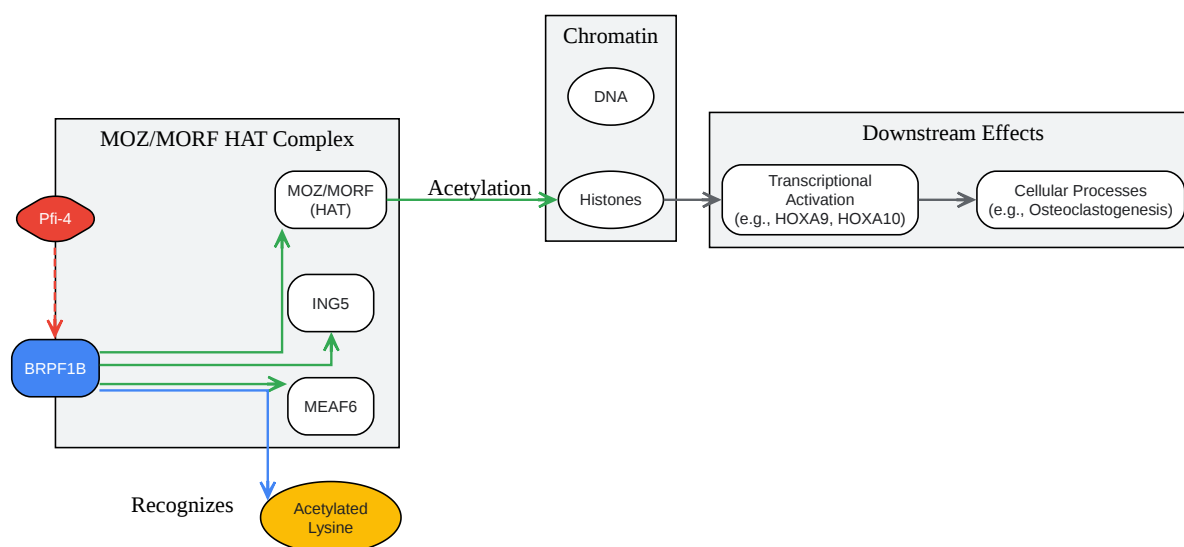 Chromatin
DNA
MOZ/MORF HAT Complex
Downstream Effects
MOZ/MORF
(HAT)
Acetylation
Histones
Transcriptional
Activation
(e.g., HOXA9, HOXA10)
Cellular Processes
(e.g., Osteoclastogenesis)
Pfi-4
ING5
BRPF1B
MEAF6
Recognizes
Acetylated
Lysine